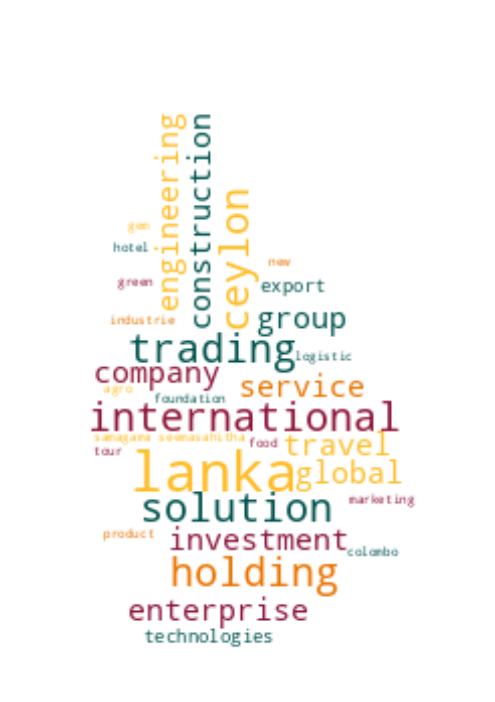 engineering
construction
ceylon
gem
hotel
green
new
export
industrie
group
trading
logistic
company
agro
service
foundation
international
samagama seemasahitha
food
travel
tour
lanka
global
solution
marketing
product
investment
colombo
holding
enterprise
technologies